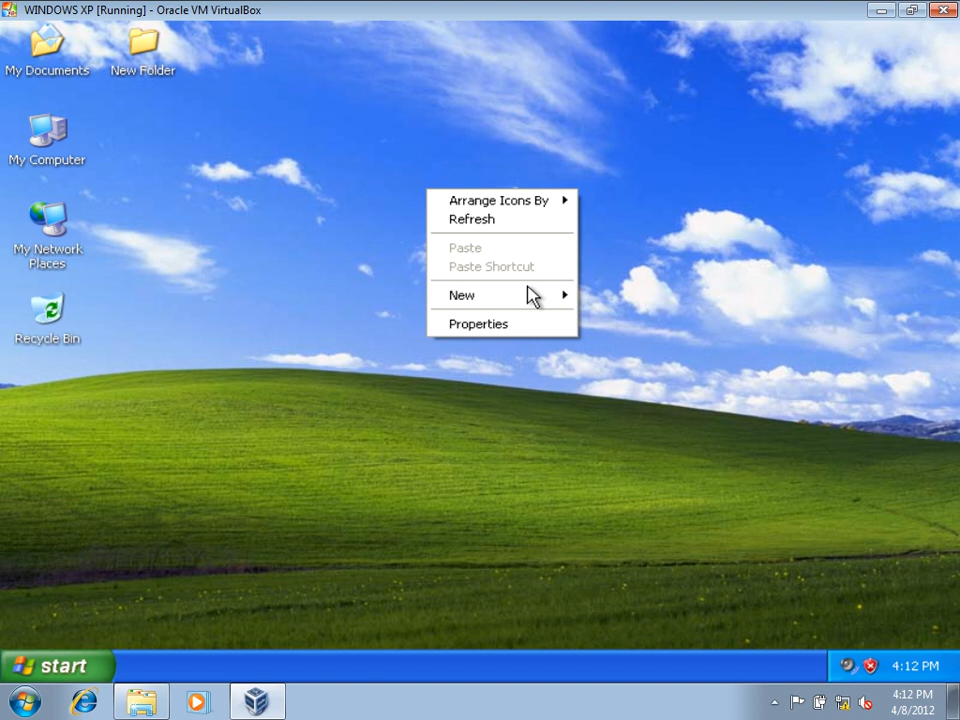 WINDOWS XP [Running] - Oracle VM VirtualBox
My Documents
New Folder
My Computer
My Network
Places
Recycle Bin
Arrange Icons By
Refresh
Paste
Paste Shortcut
New
Properties
start
4:12 PM
4:12 PM
4/8/2012